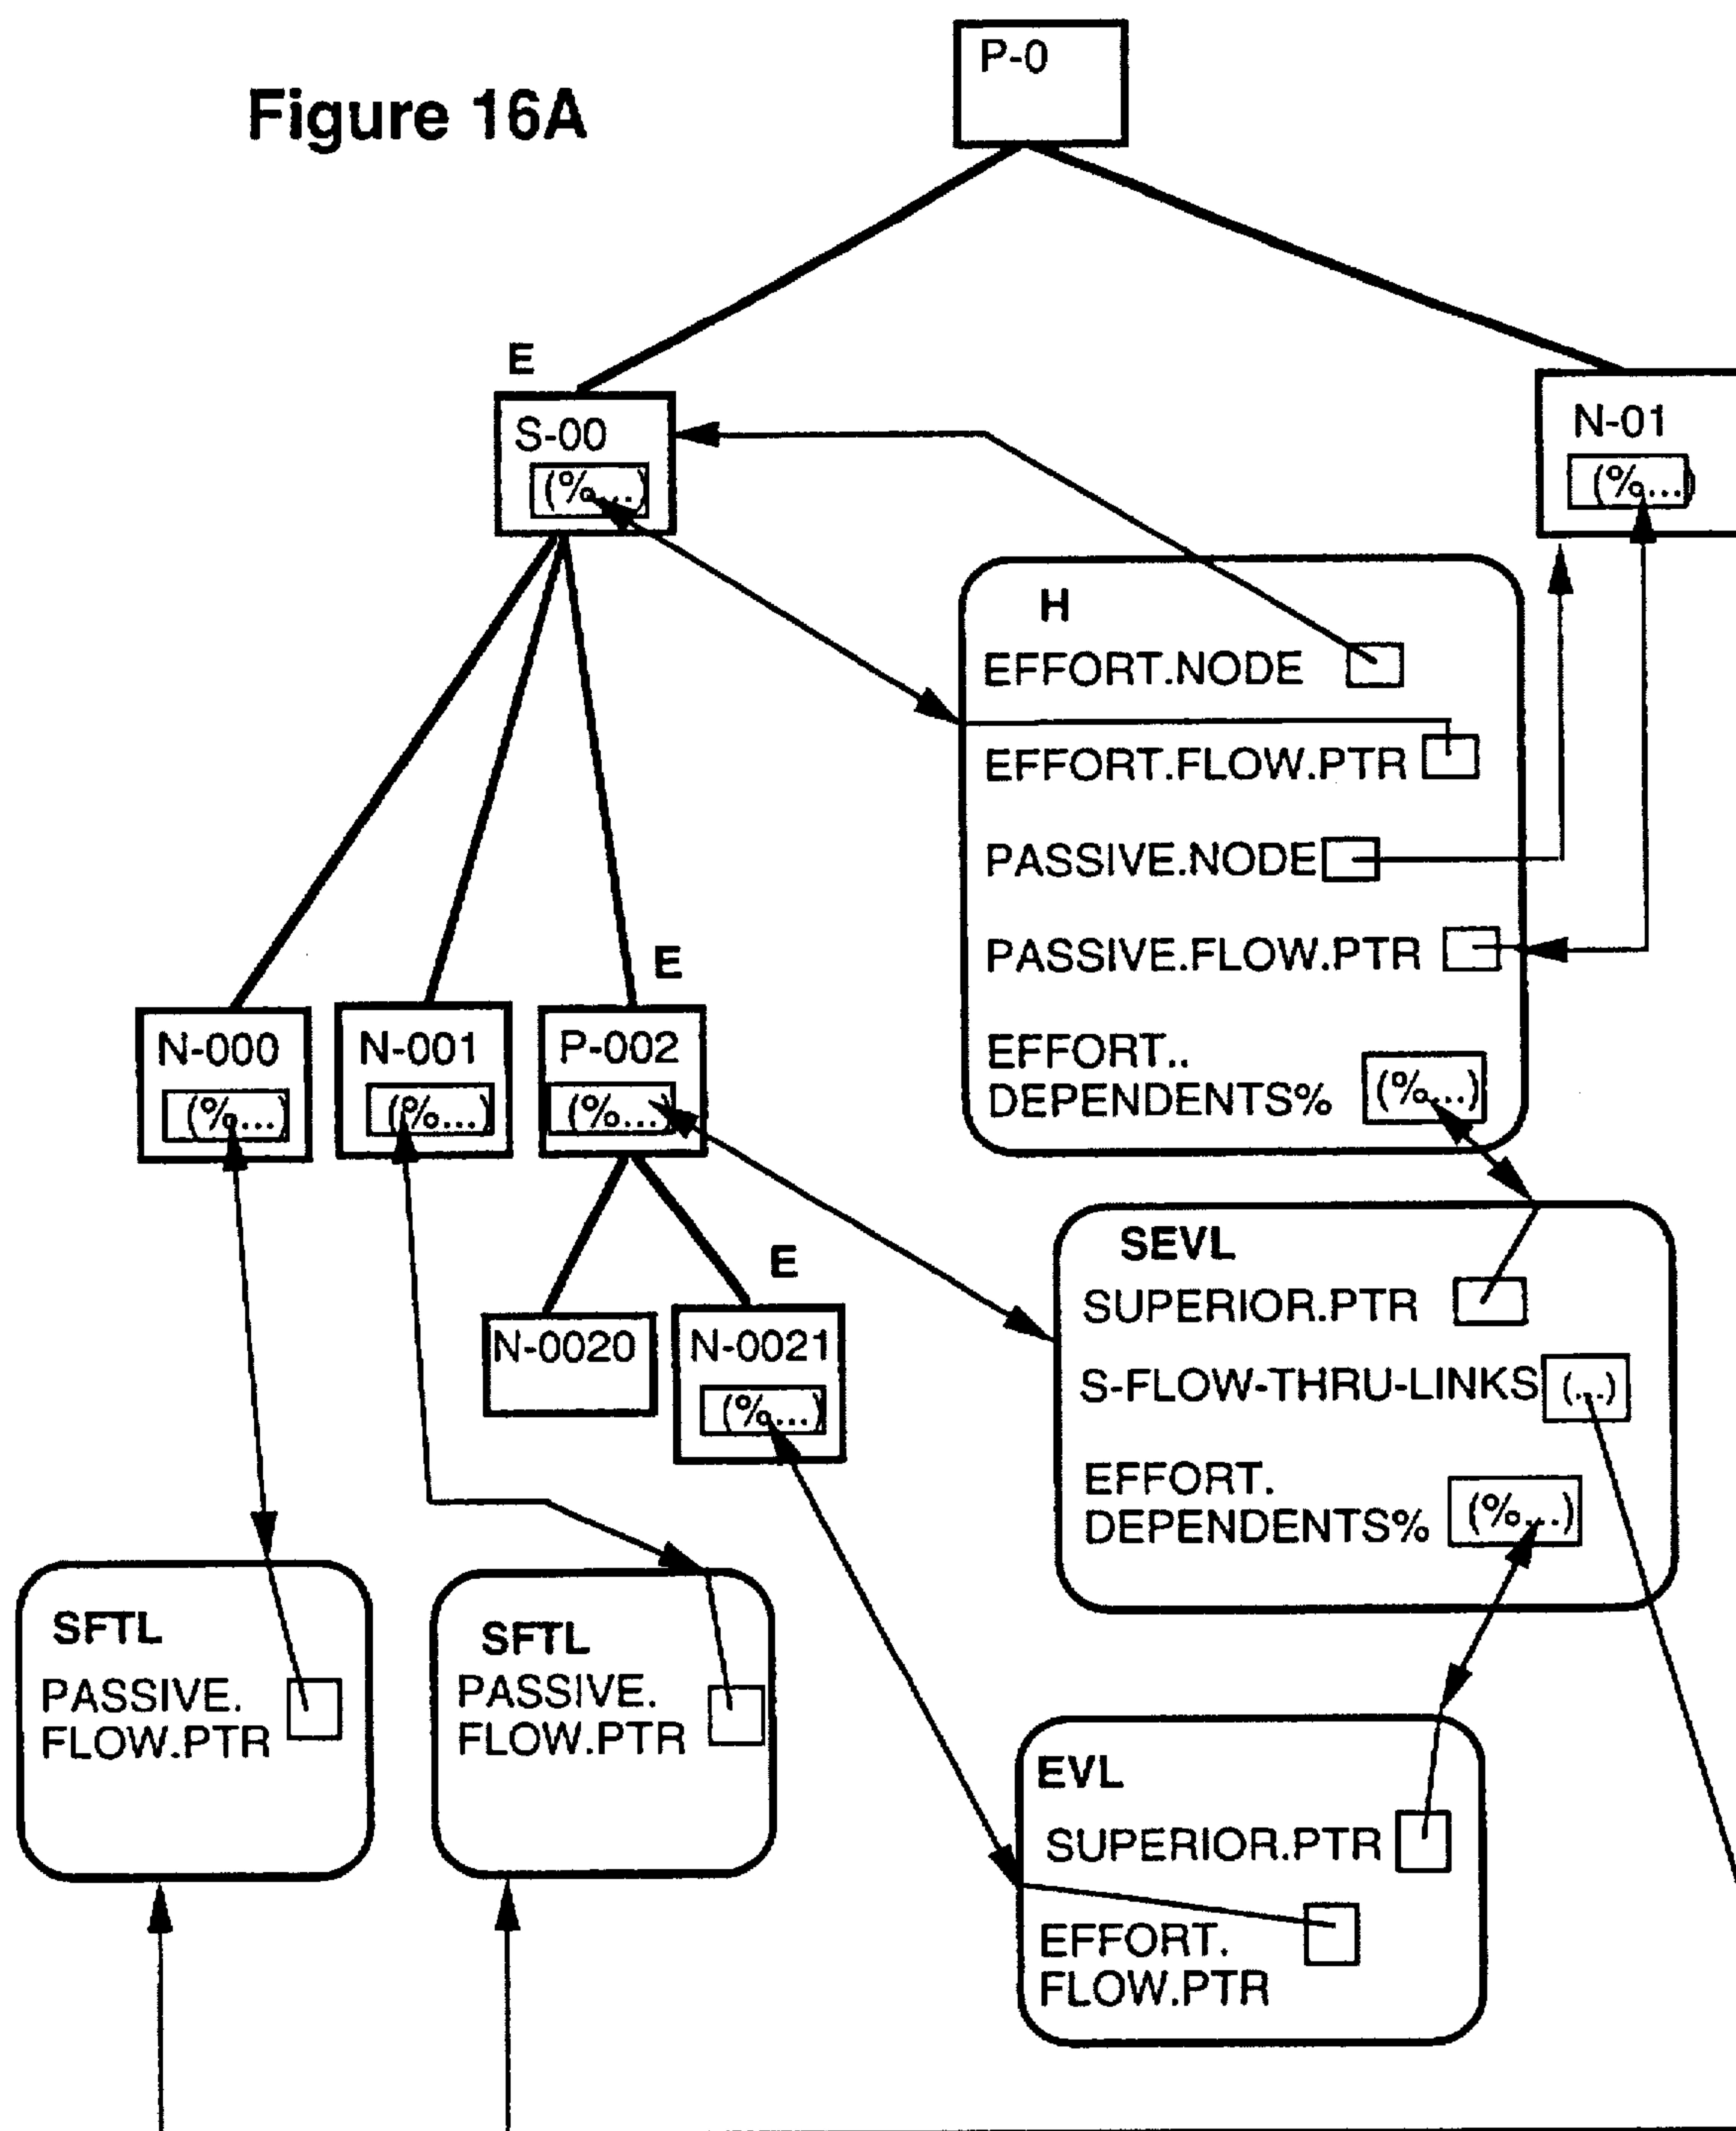 Figure 16A
P-0
E
S-00
(%...)
N-01
(%...)
H
EFFORT.NODE
EFFORT.FLOW.PTR
PASSIVE.NODE
PASSIVE.FLOW.PTR
EFFORT..
DEPENDENTS%
(%...)
E
N-000
(%...)
N-001
(%...)
P-002
(%...)
E
N-0020
N-0021
(%...)
SEVL
SUPERIOR.PTR
S-FLOW-THRU-LINKS
(...)
EFFORT.
DEPENDENTS%
(%...)
SFTL
PASSIVE.
FLOW.PTR
SFTL
PASSIVE.
FLOW.PTR
EVL
SUPERIOR.PTR
EFFORT.
FLOW.PTR